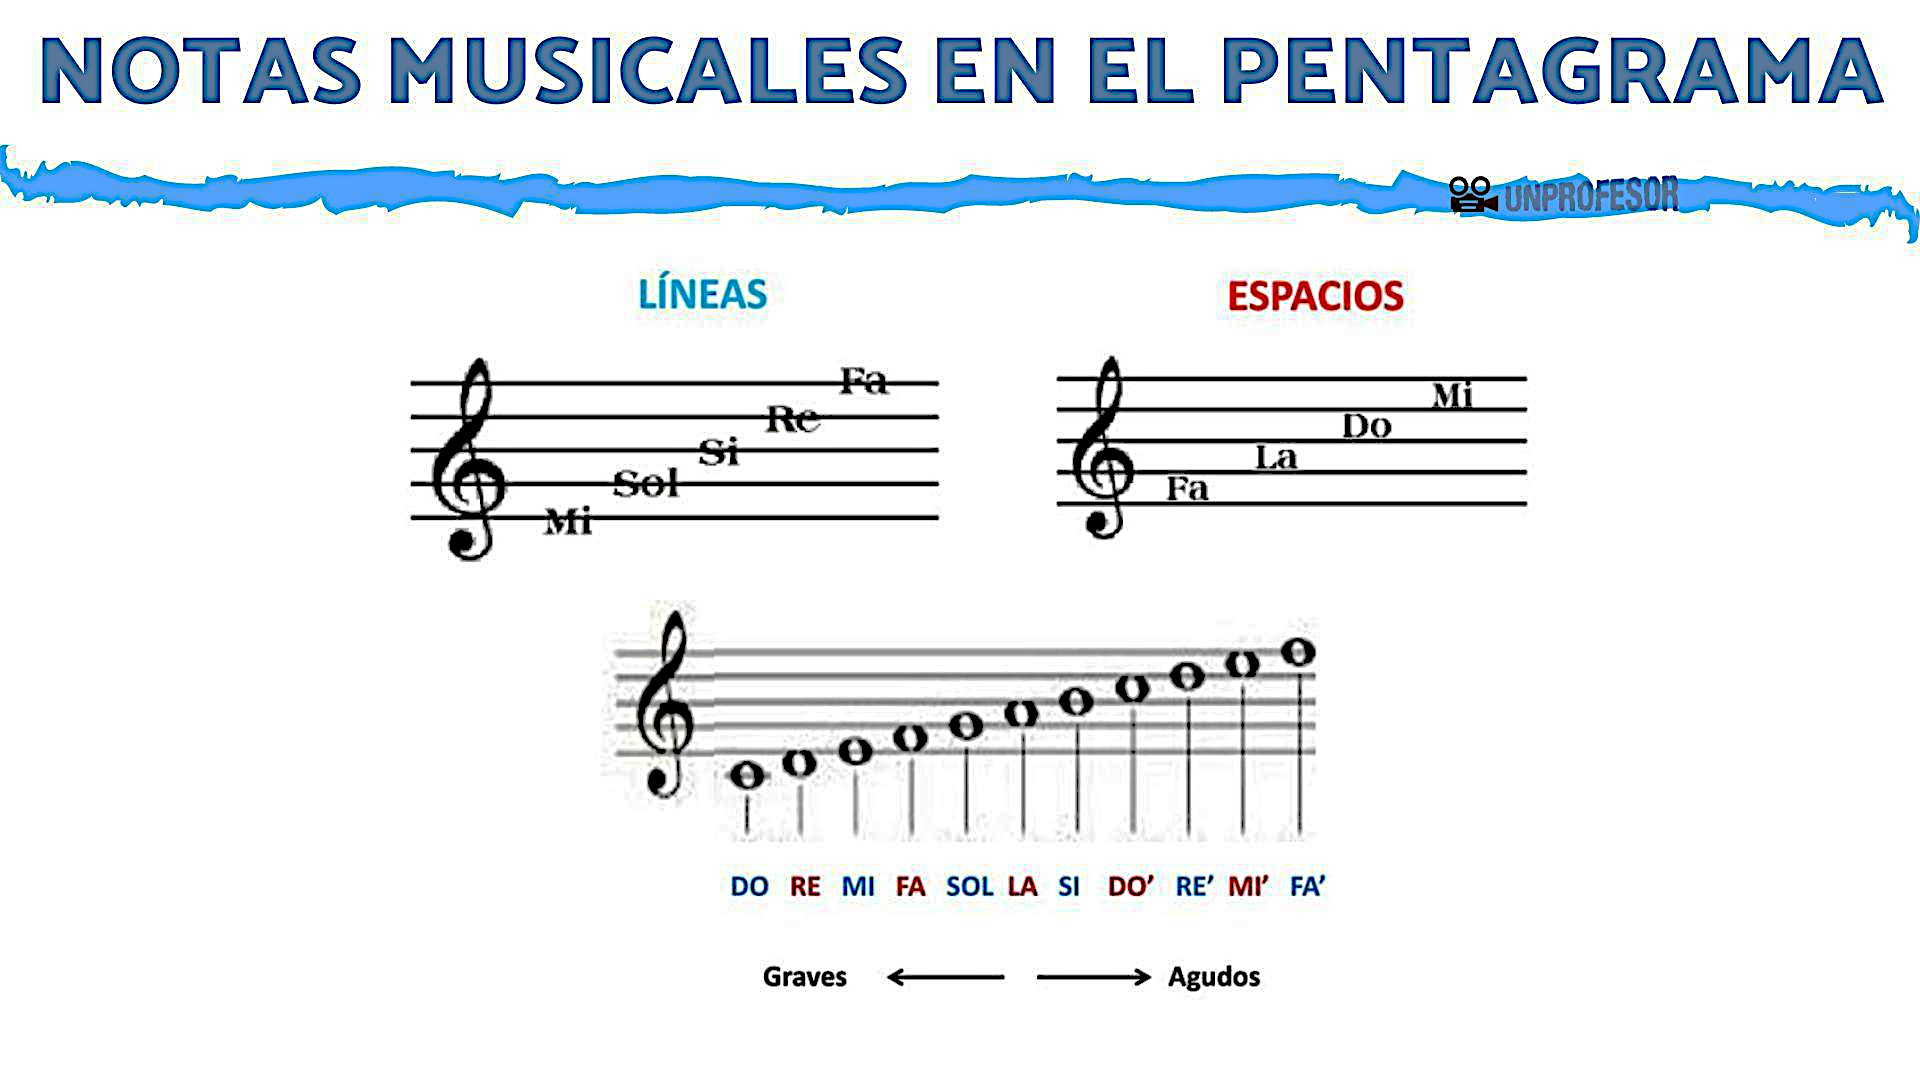 NOTAS MUSICALES EN EL PENTAGRAMA
UNPROFESOR
LÍNEAS
Fa
Re
Si
Sol
Mi
ESPACIOS
Mi
Do
La
Fa
DO RE MI FA SOL LA SI DO’ RE’ MI’ FA’
Graves Agudos